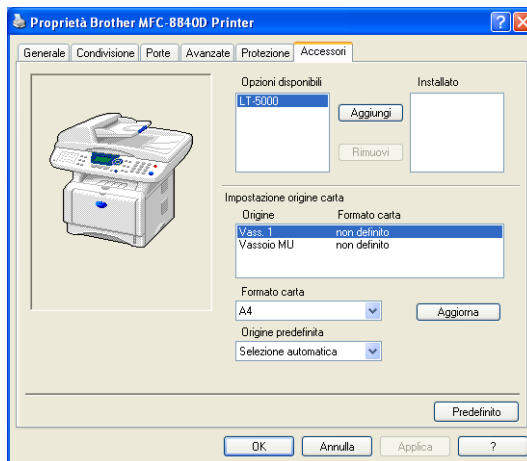 Proprietà Brother MFC-8840D Printer
Generale Condivisione Porte Avanzate Protezione Accessori
Opzioni disponibili Installato
LT-5000
Aggiungi
Rimuovi
Impostazione origine carta
Origine Formato carta
Vass. 1 non definito
Vassoio MU non definito
Formato carta
A4 Aggiorna
Origine predefinita
Selezione automatica
Predefinito
OK Annulla Applica ?